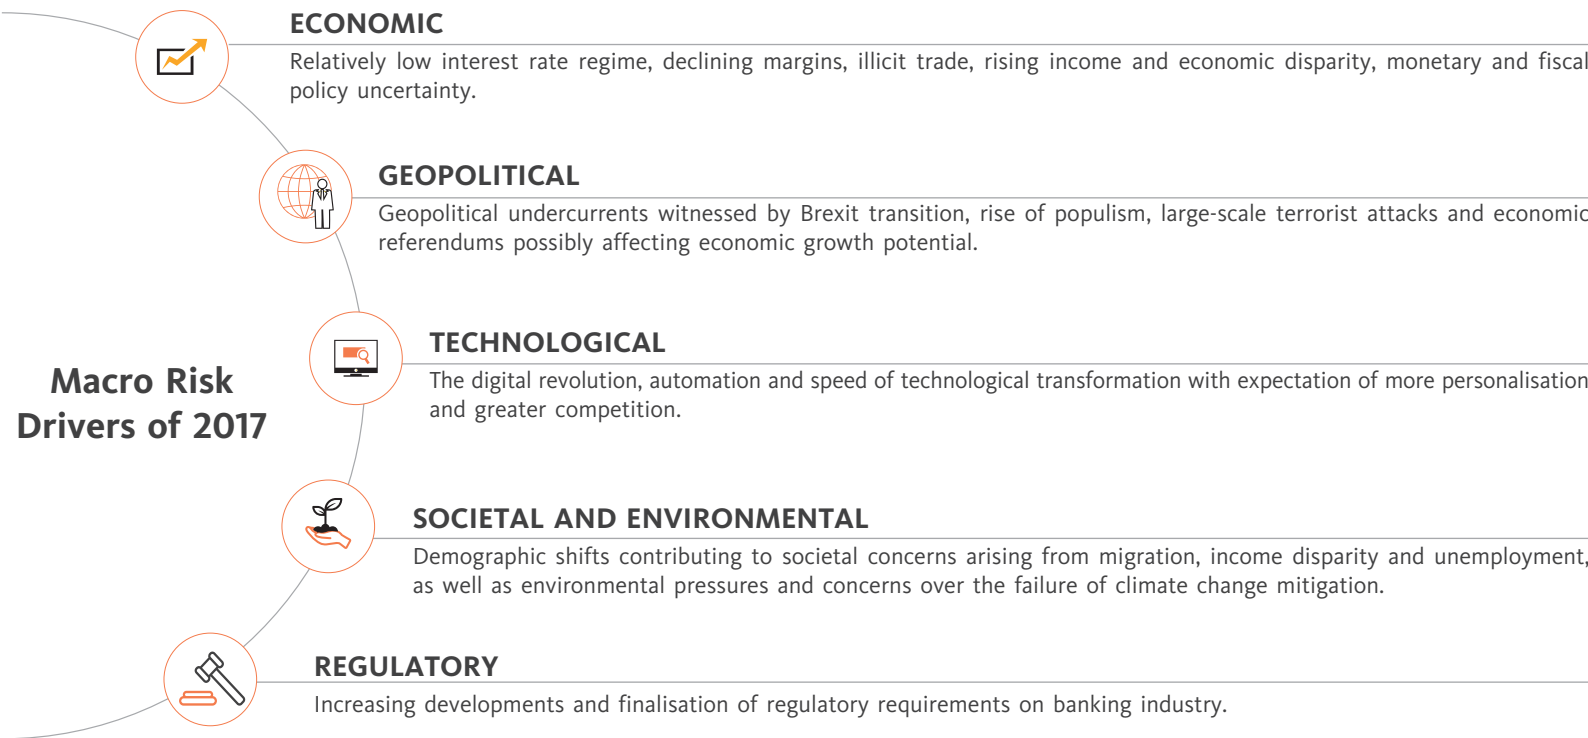 ECONOMIC
Relatively low interest rate regime, declining margins, illicit trade, rising income and economic disparity, monetary and fiscal
policy uncertainty.
GEOPOLITICAL
Geopolitical undercurrents witnessed by Brexit transition, rise of populism, large-scale terrorist attacks and economic
referendums possibly affecting economic growth potential.
TECHNOLOGICAL
The digital revolution, automation and speed of technological transformation with expectation of more personalisation
and greater competition.
Macro Risk
Drivers of 2017
SOCIETAL AND ENVIRONMENTAL
Demographic shifts contributing to societal concerns arising from migration, income disparity and unemployment,
as well as environmental pressures and concerns over the failure of climate change mitigation.
REGULATORY
Increasing developments and finalisation of regulatory requirements on banking industry.